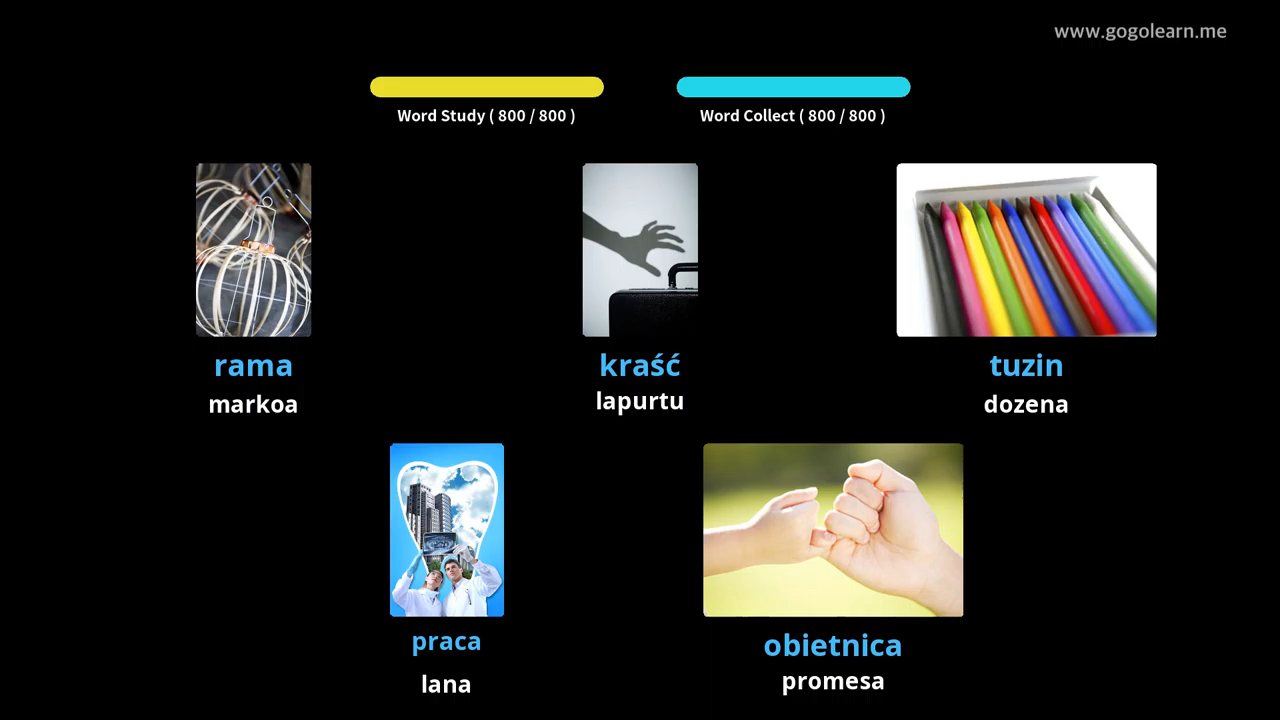 www.gogolearn.me
Word Study ( 800 / 800 )
Word Collect ( 800 / 800 )
rama
markoa
kraść
lapurtu
tuzin
dozena
praca
lana
obietnica
promesa